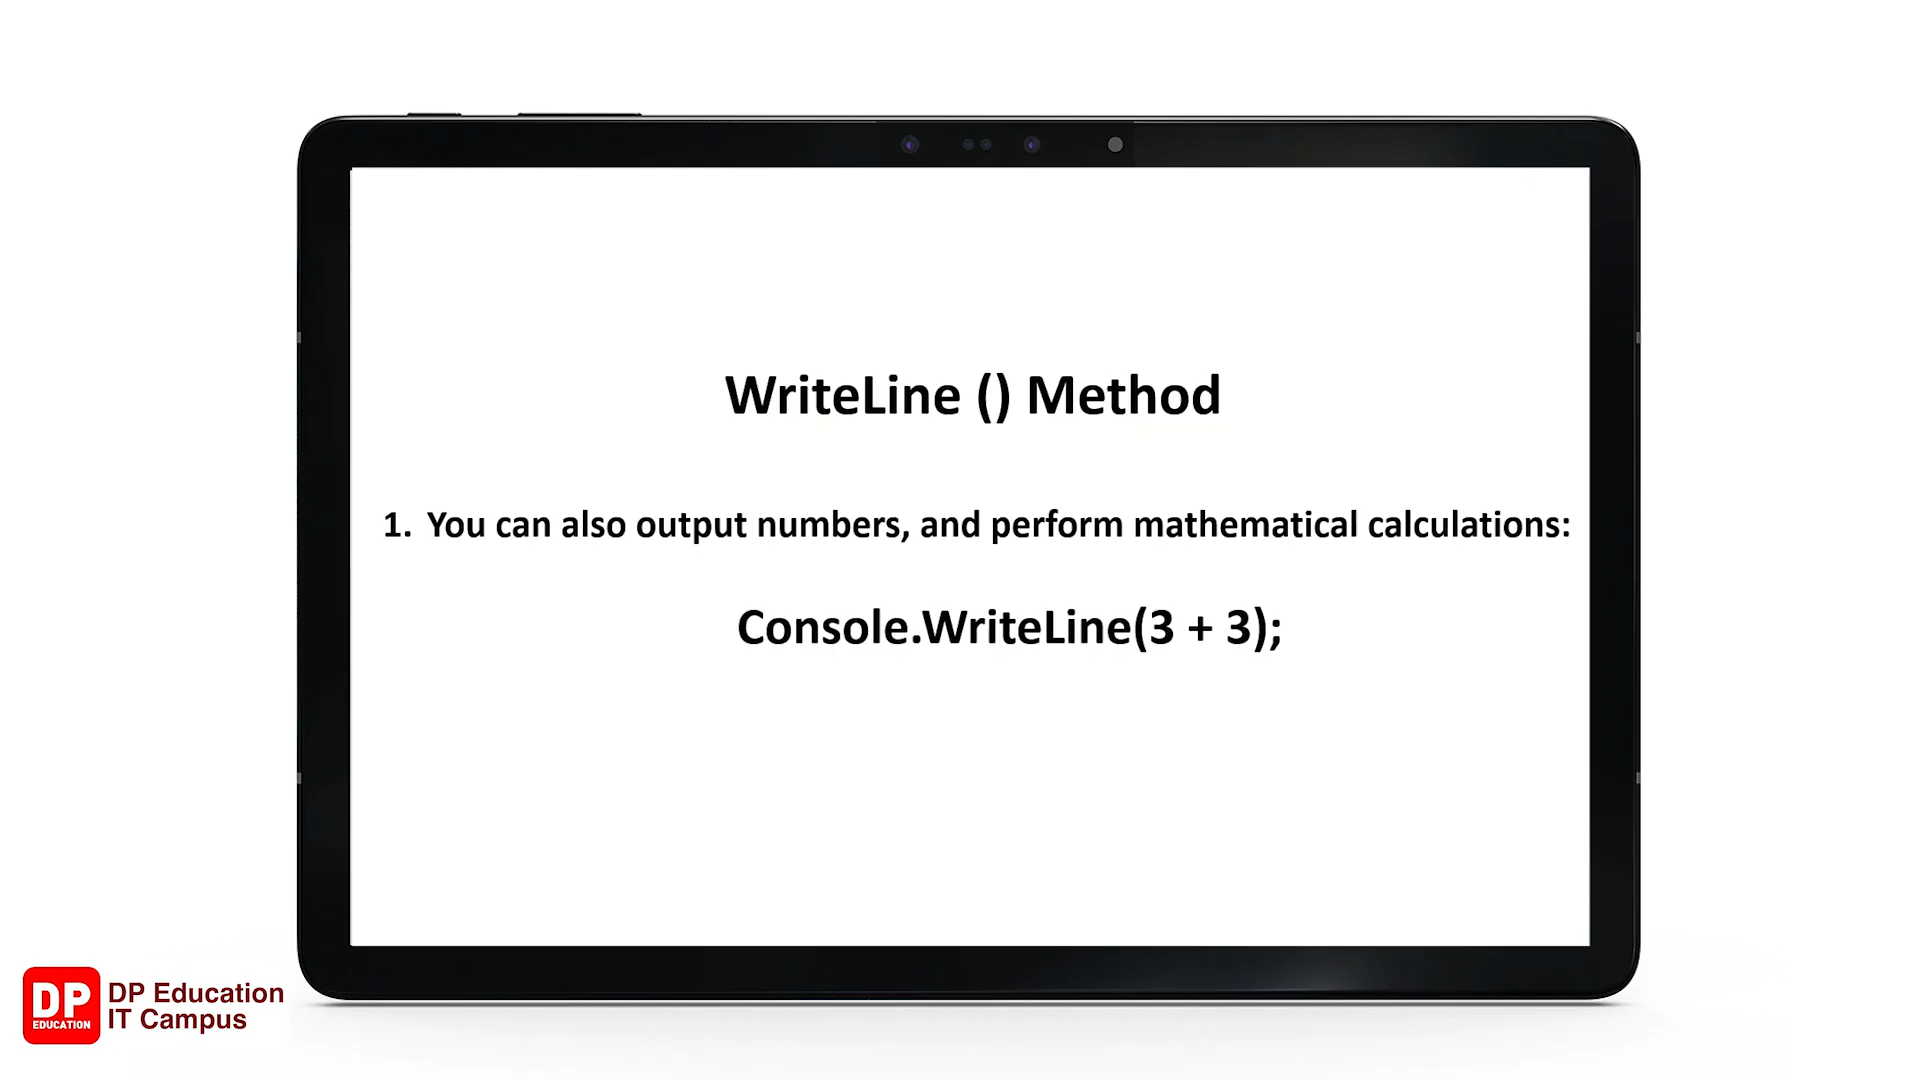 WriteLine () Method
1. You can also output numbers, and perform mathematical calculations:
Console.WriteLine(3 + 3);
DP
EDUCATION
DP Education
IT Campus